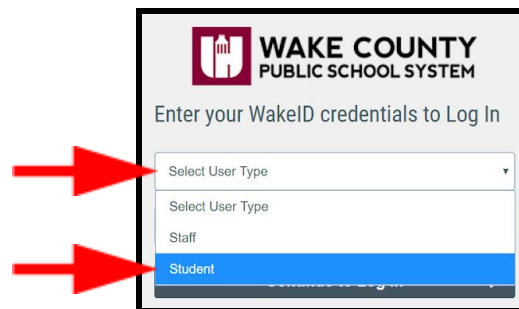 WAKE COUNTY
PUBLIC SCHOOL SYSTEM
Enter your WakeID credentials to Log In
Select User Type
Select User Type
Staff
Student